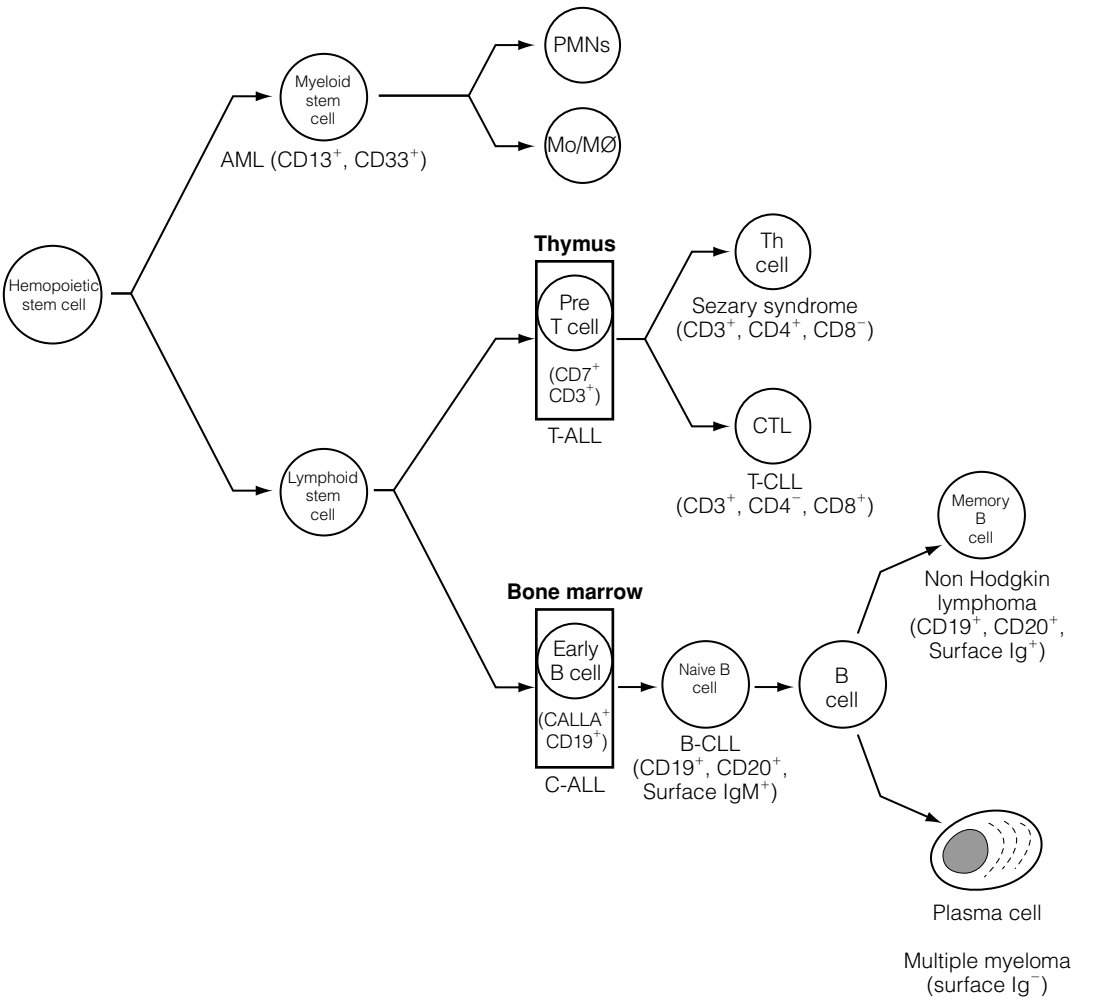 PMNs
Myeloid
stem
cell
Mo/MØ
AML (CD13⁺, CD33⁺)
Hemopoietic
stem cell
Thymus
Pre
T cell
(CD7⁺
CD3⁺)
T-ALL
Th
cell
Sezary syndrome
(CD3⁺, CD4⁺, CD8⁻)
CTL
T-CLL
(CD3⁺, CD4⁻, CD8⁺)
Lymphoid
stem
cell
Bone marrow
Early
B cell
(CALLA⁺
CD19⁺)
C-ALL
Naive B
cell
B-CLL
(CD19⁺, CD20⁺,
Surface IgM⁺)
B
cell
Memory
B
cell
Non Hodgkin
lymphoma
(CD19⁺, CD20⁺,
Surface Ig⁺)
Plasma cell
Multiple myeloma
(surface Ig⁻)